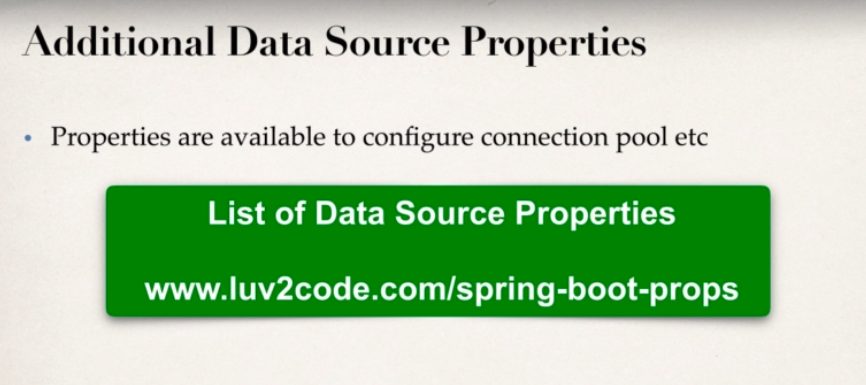 Additional Data Source Properties
• Properties are available to configure connection pool etc
List of Data Source Properties
www.luv2code.com/spring-boot-props